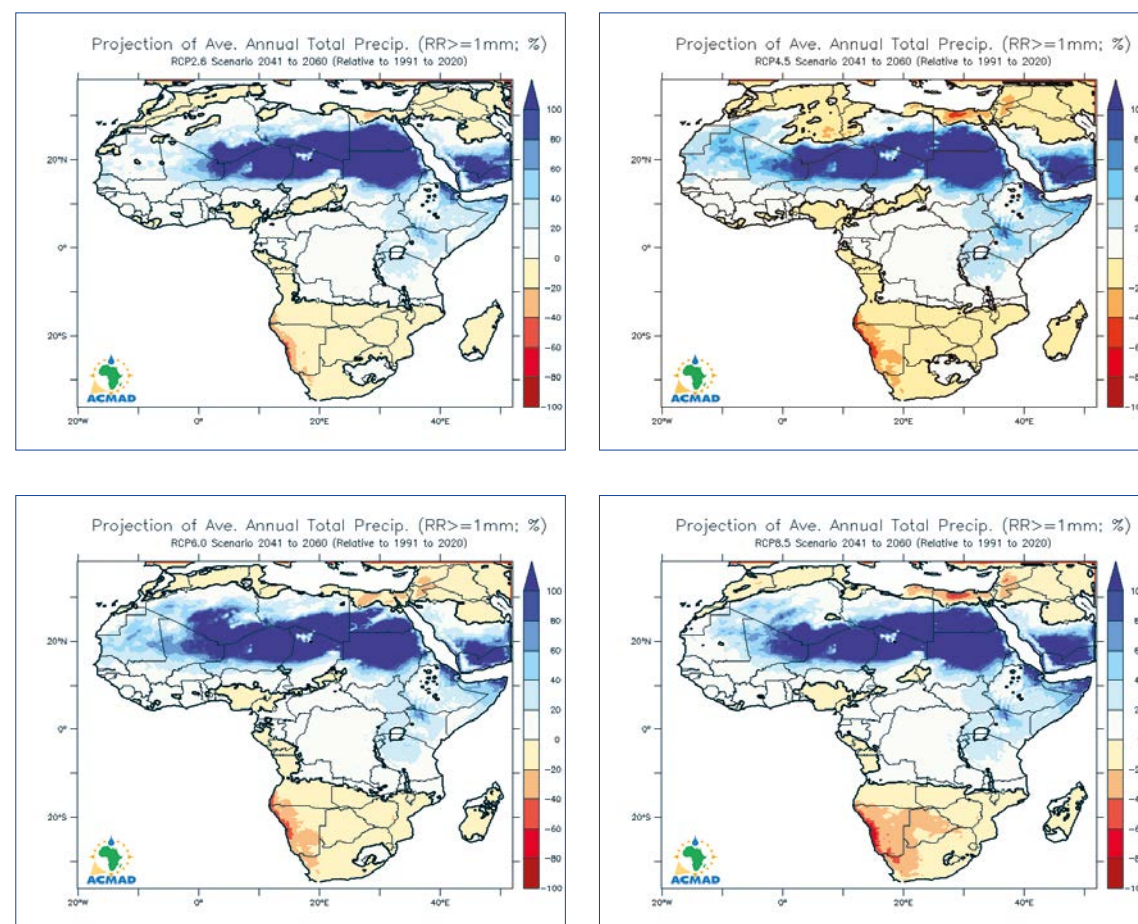 Projection of Ave. Annual Total Precip. (RR>=1mm; %)
RCP2.6 Scenario 2041 to 2060 (Relative to 1991 to 2020)
100
80
60
40
20
0
-20
-40
-60
-80
-100
20°N
0°
20°S
20°W
0°
20°E
40°E
ACMAD
Projection of Ave. Annual Total Precip. (RR>=1mm; %)
RCP4.5 Scenario 2041 to 2060 (Relative to 1991 to 2020)
20°N
0°
20°S
20°W
0°
20°E
40°E
ACMAD
Projection of Ave. Annual Total Precip. (RR>=1mm; %)
RCP6.0 Scenario 2041 to 2060 (Relative to 1991 to 2020)
100
80
60
40
20
0
-20
-40
-60
-80
-100
20°N
0°
20°S
20°W
0°
20°E
40°E
ACMAD
Projection of Ave. Annual Total Precip. (RR>=1mm; %)
RCP8.5 Scenario 2041 to 2060 (Relative to 1991 to 2020)
20°N
0°
20°S
20°W
0°
20°E
40°E
ACMAD